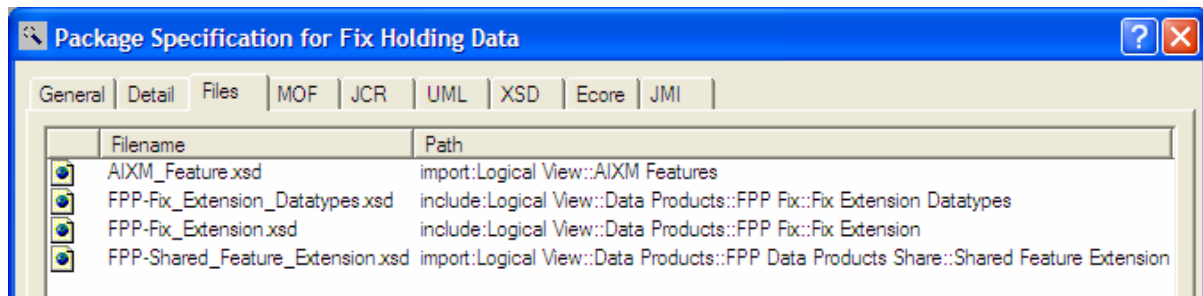 Package Specification for Fix Holding Data
General Detail Files MOF JCR UML XSD Ecore JMI
Filename Path
AIXM_Feature.xsd import:Logical View::AIXM Features
FPP-Fix_Extension_Datatypes.xsd include:Logical View::Data Products::FPP Fix::Fix Extension Datatypes
FPP-Fix_Extension.xsd include:Logical View::Data Products::FPP Fix::Fix Extension
FPP-Shared_Feature_Extension.xsd import:Logical View::Data Products::FPP Data Products Share::Shared Feature Extension